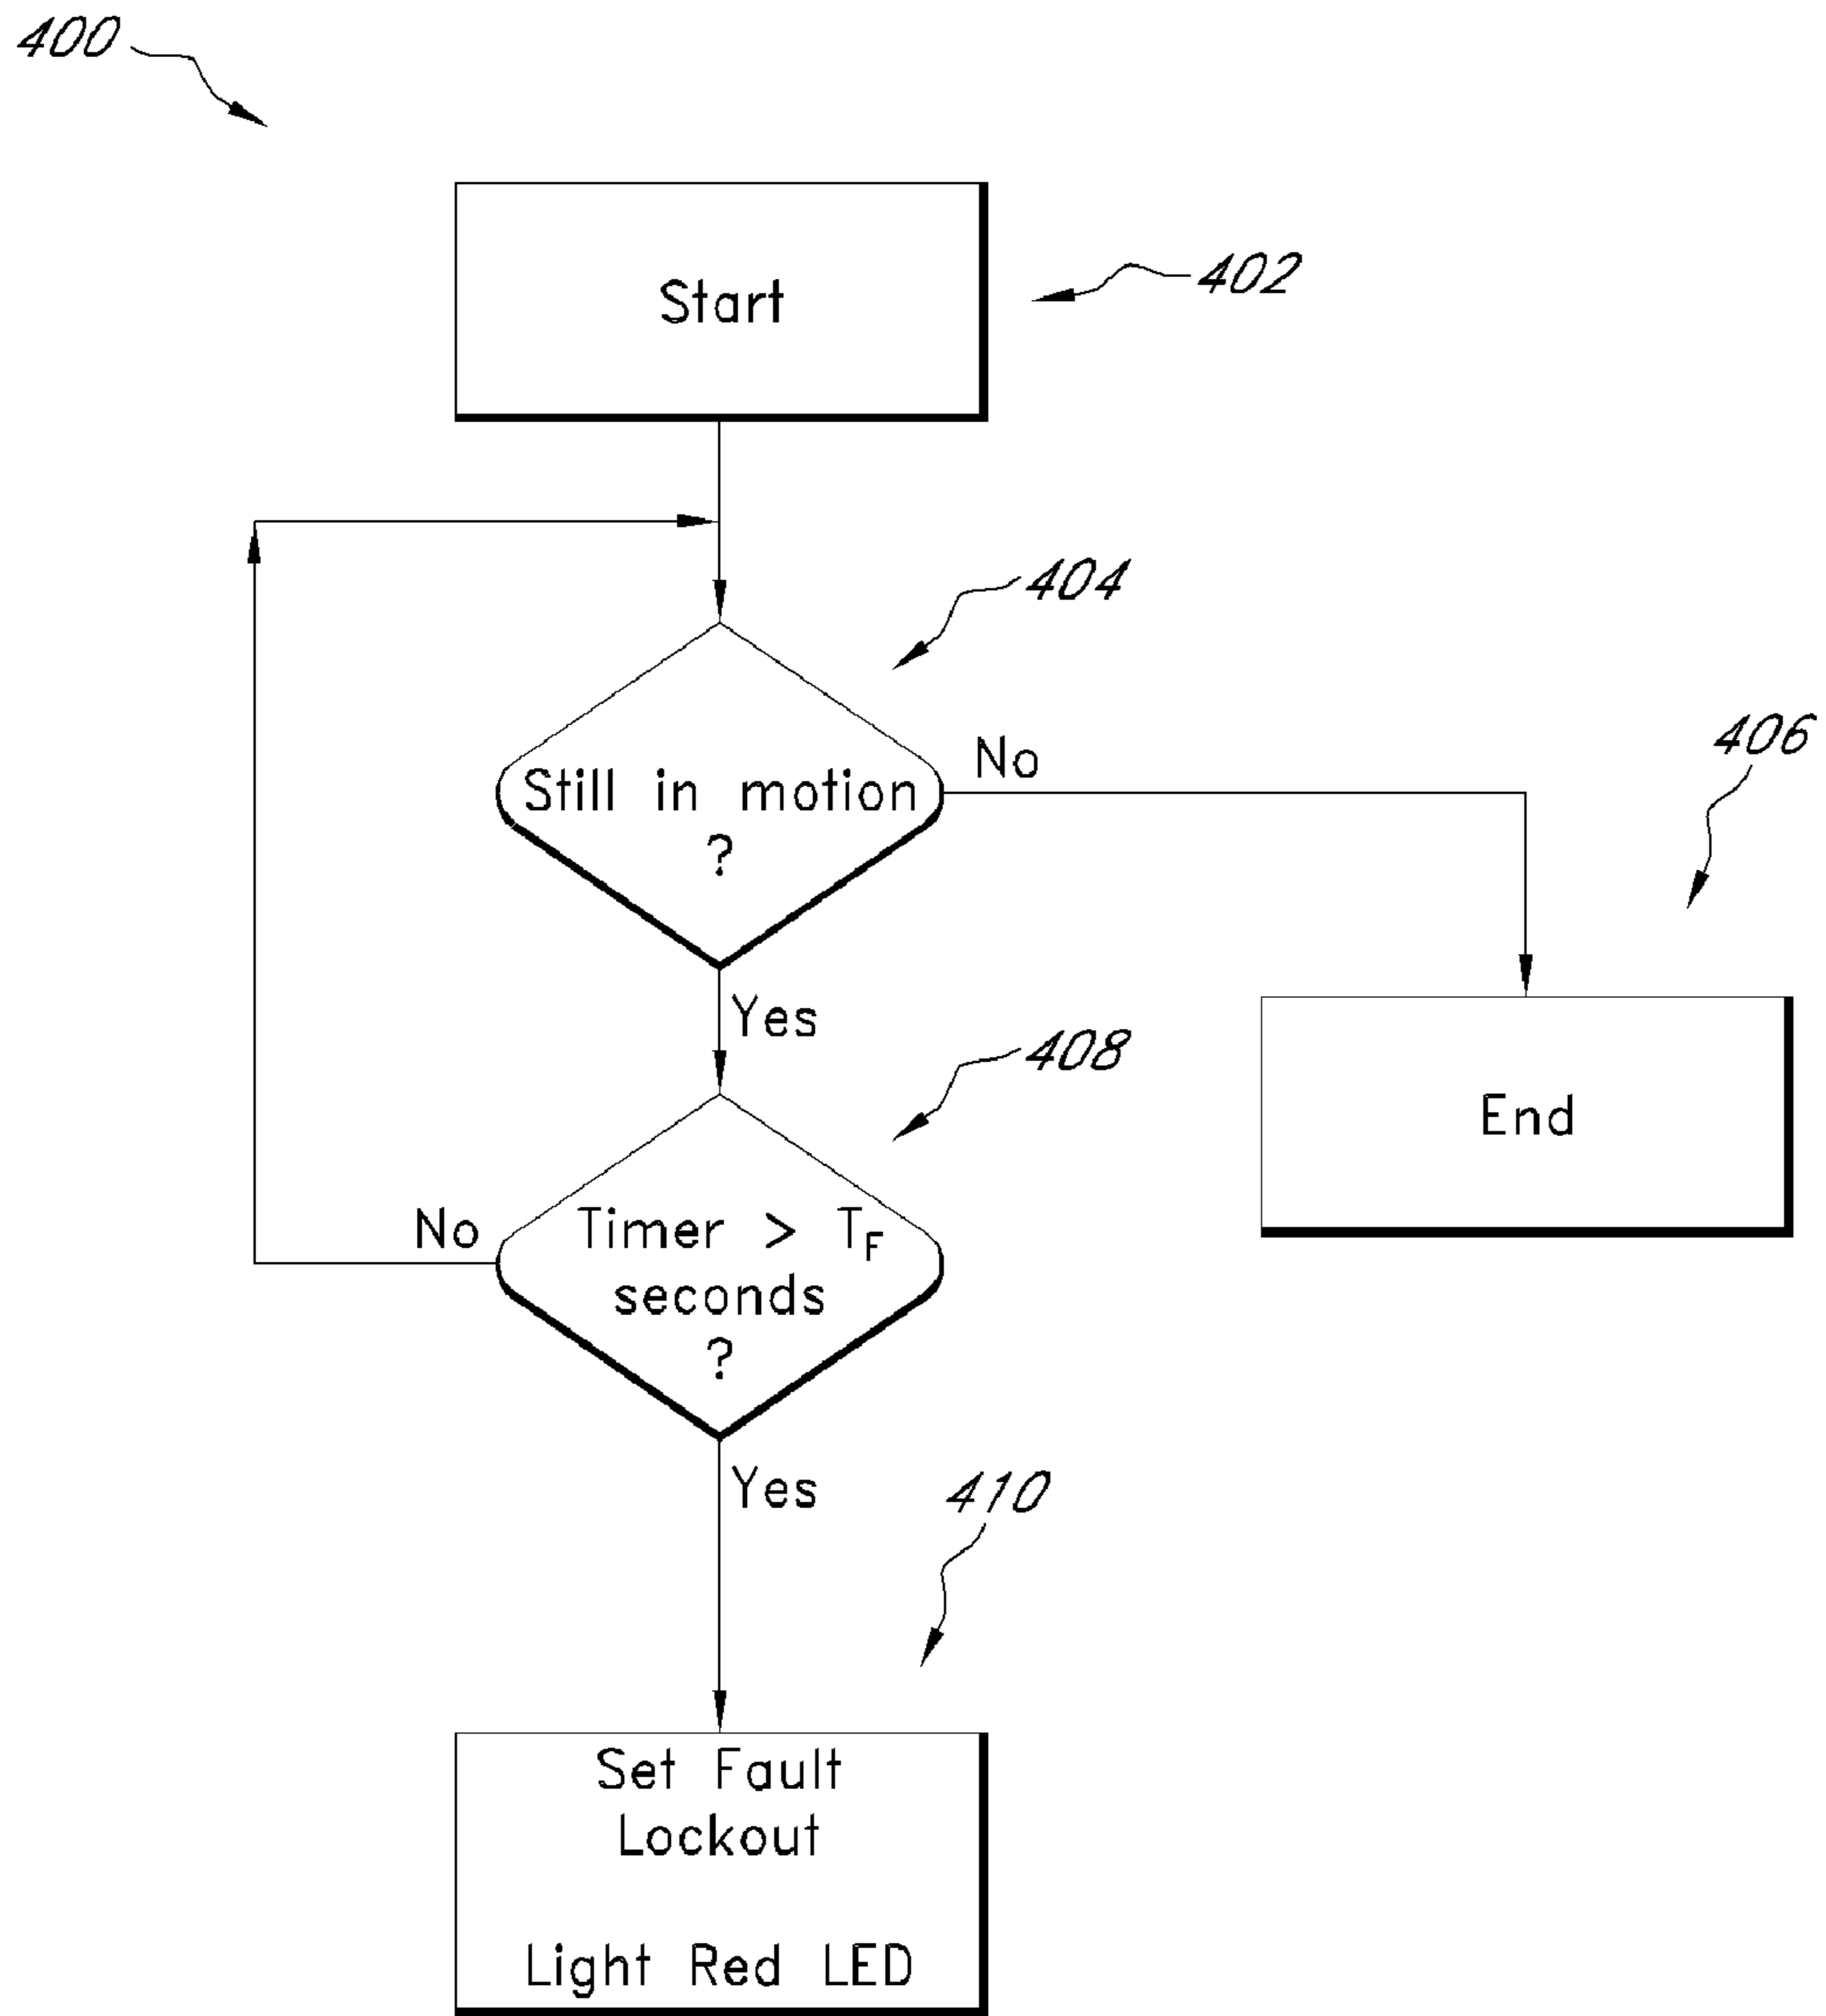 400
Start
402
404
Still in motion
?
No
406
Yes
408
End
No
Timer > T_F
seconds
?
Yes
410
Set Fault
Lockout
Light Red LED